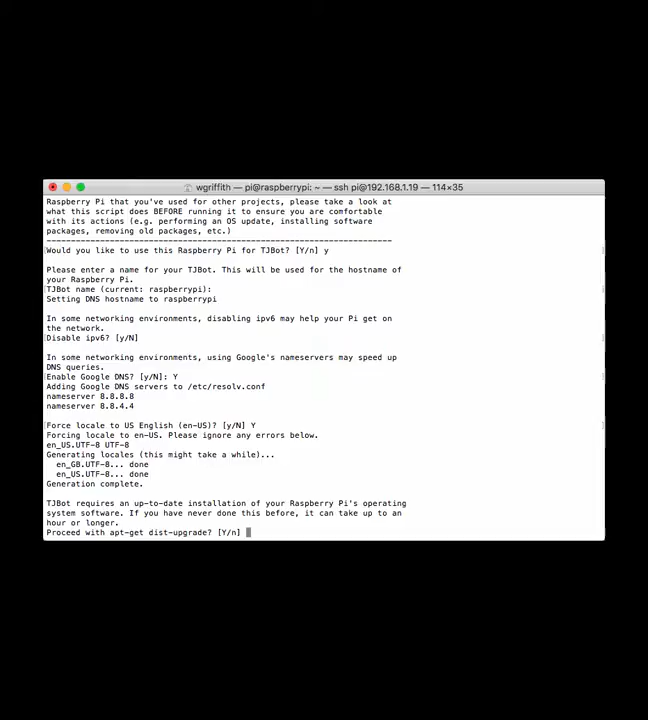 wgriffith — pi@raspberrypi: ~ — ssh pi@192.168.1.19 — 114×35
Raspberry Pi that you've used for other projects, please take a look at
what this script does BEFORE running it to ensure you are comfortable
with its actions (e.g. performing an OS update, installing software
packages, removing old packages, etc.)
-----------------------------------------------------------------------
Would you like to use this Raspberry Pi for TJBot? [Y/n] y
Please enter a name for your TJBot. This will be used for the hostname of
your Raspberry Pi.
TJBot name (current: raspberrypi):
Setting DNS hostname to raspberrypi
In some networking environments, disabling ipv6 may help your Pi get on
the network.
Disable ipv6? [y/N]
In some networking environments, using Google's nameservers may speed up
DNS queries.
Enable Google DNS? [y/N]: Y
Adding Google DNS servers to /etc/resolv.conf
nameserver 8.8.8.8
nameserver 8.8.4.4
Force locale to US English (en-US)? [y/N] Y
Forcing locale to en-US. Please ignore any errors below.
en_US.UTF-8 UTF-8
Generating locales (this might take a while)...
en_GB.UTF-8... done
en_US.UTF-8... done
Generation complete.
TJBot requires an up-to-date installation of your Raspberry Pi's operating
system software. If you have never done this before, it can take up to an
hour or longer.
Proceed with apt-get dist-upgrade? [Y/n]